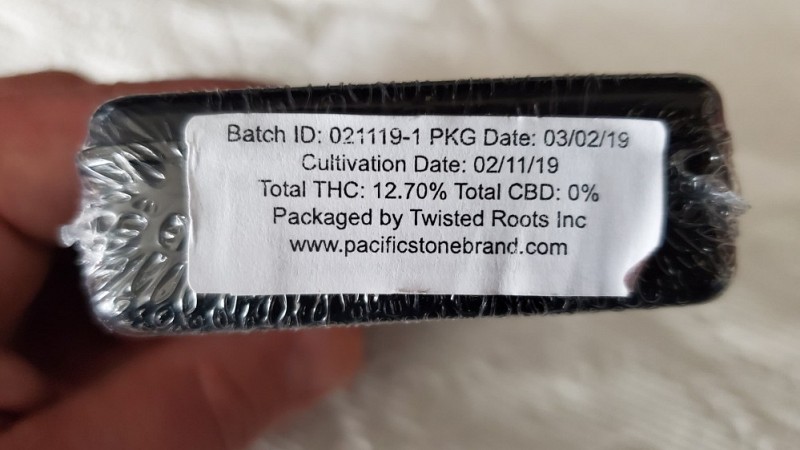 Batch ID: 021119-1 PKG Date: 03/02/19
Cultivation Date: 02/11/19
Total THC: 12.70% Total CBD: 0%
Packaged by Twisted Roots Inc
www.pacificstonebrand.com